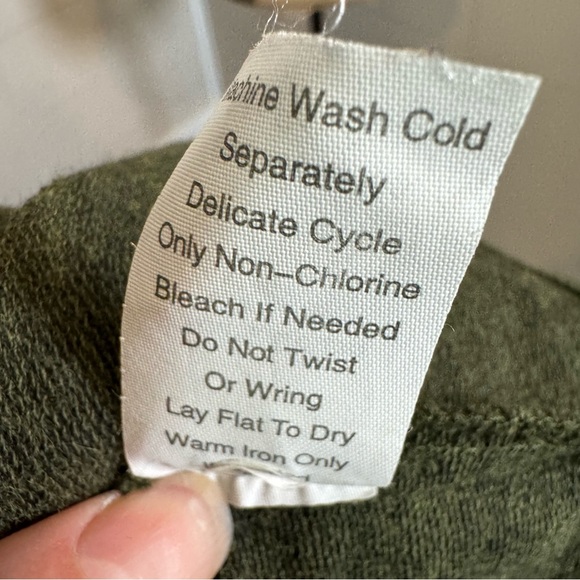 Machine Wash Cold
Separately
Delicate Cycle
Only Non-Chlorine
Bleach If Needed
Do Not Twist
Or Wring
Lay Flat To Dry
Warm Iron Only